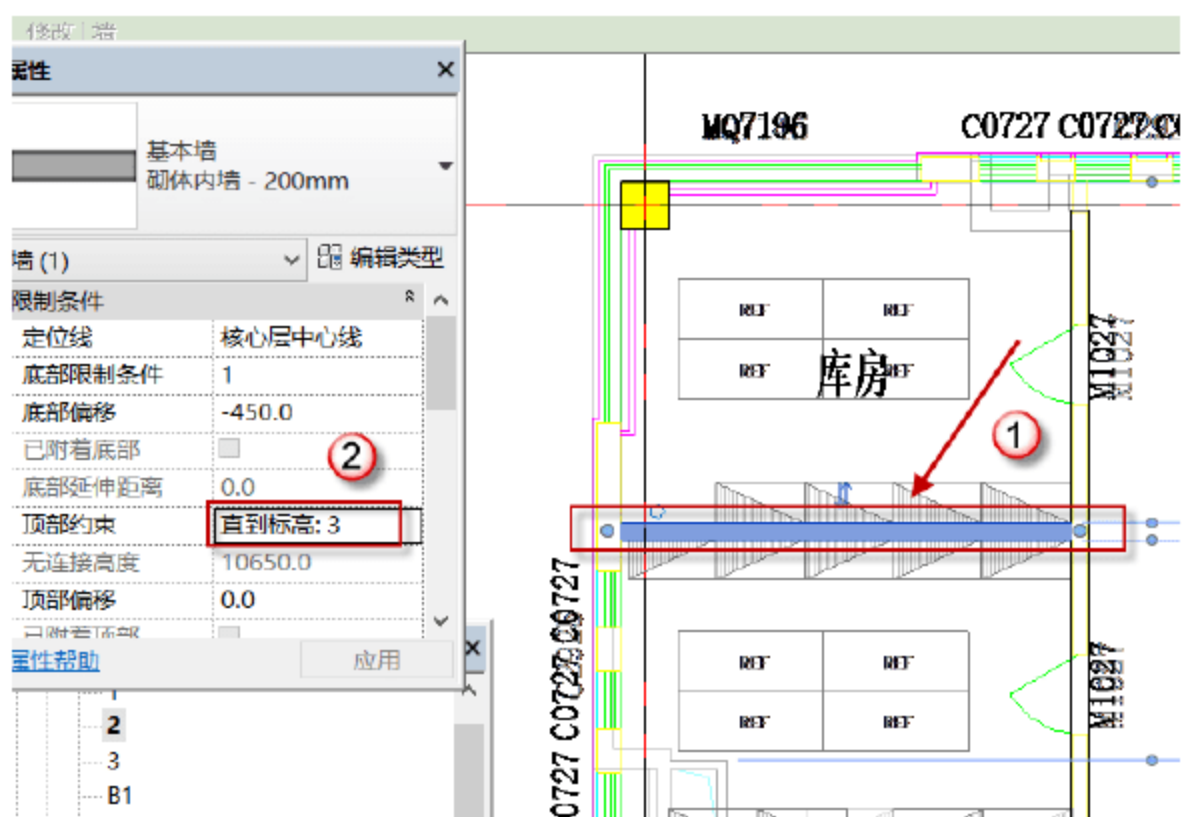 修改 | 墙
属性
基本墙
砌体内墙 - 200mm
墙 (1)
编辑类型
限制条件
定位线 核心层中心线
底部限制条件 1
底部偏移 -450.0
已附着底部
底部延伸距离 0.0
顶部约束 直到标高: 3
无连接高度 10650.0
顶部偏移 0.0
已附着顶部
属性帮助 应用
1
2
3
B1
2
1
MQ7196
C0727 C0727
REF REF
REF REF
库房
M1027
M1027
REF REF
REF REF
M1027
M1027
C0727 C0727 C0727